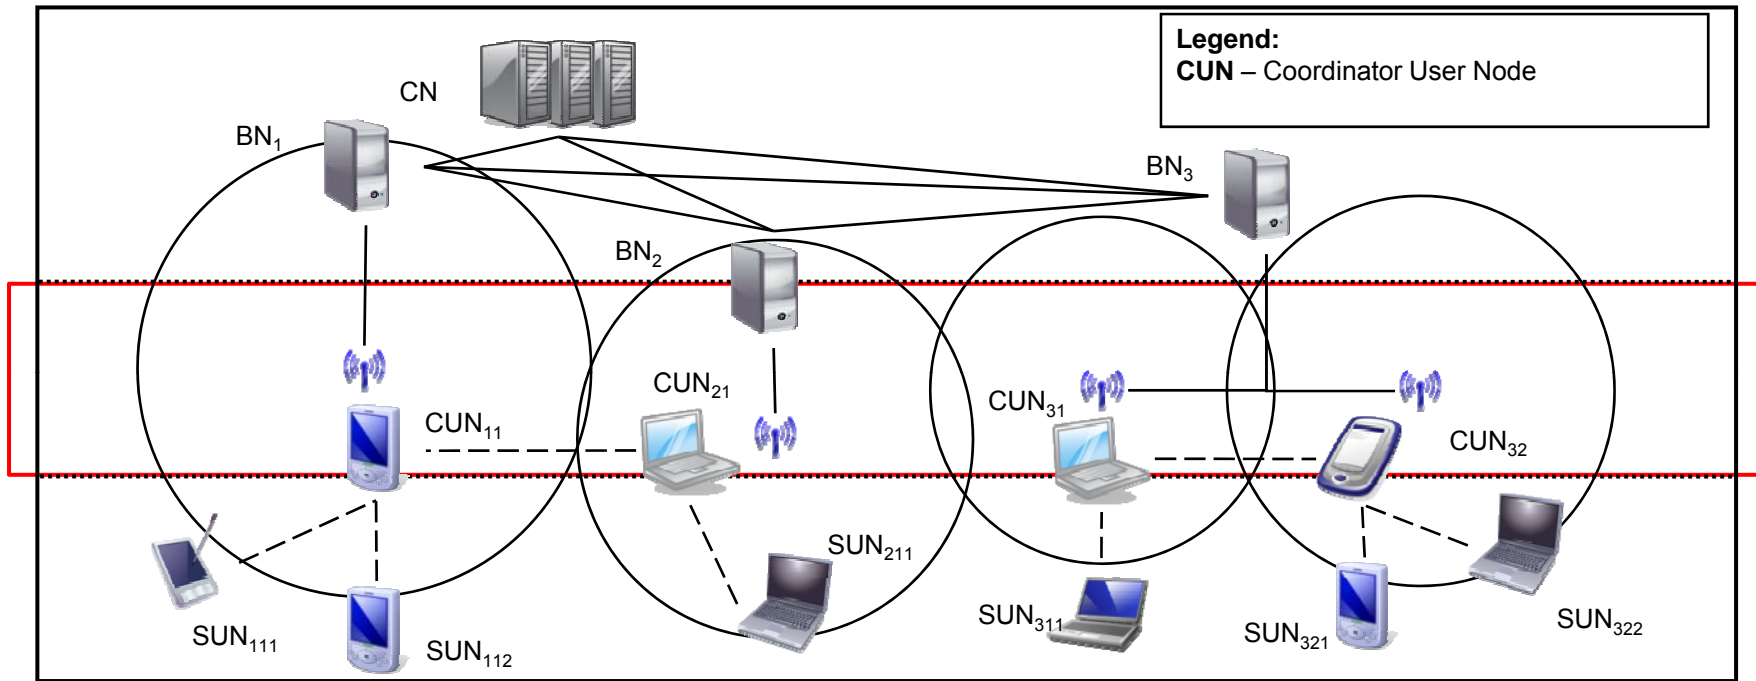 Legend:
CUN – Coordinator User Node
CN
BN1
BN3
BN2
CUN21
CUN31
CUN11
CUN32
SUN211
SUN111
SUN112
SUN311
SUN321
SUN322